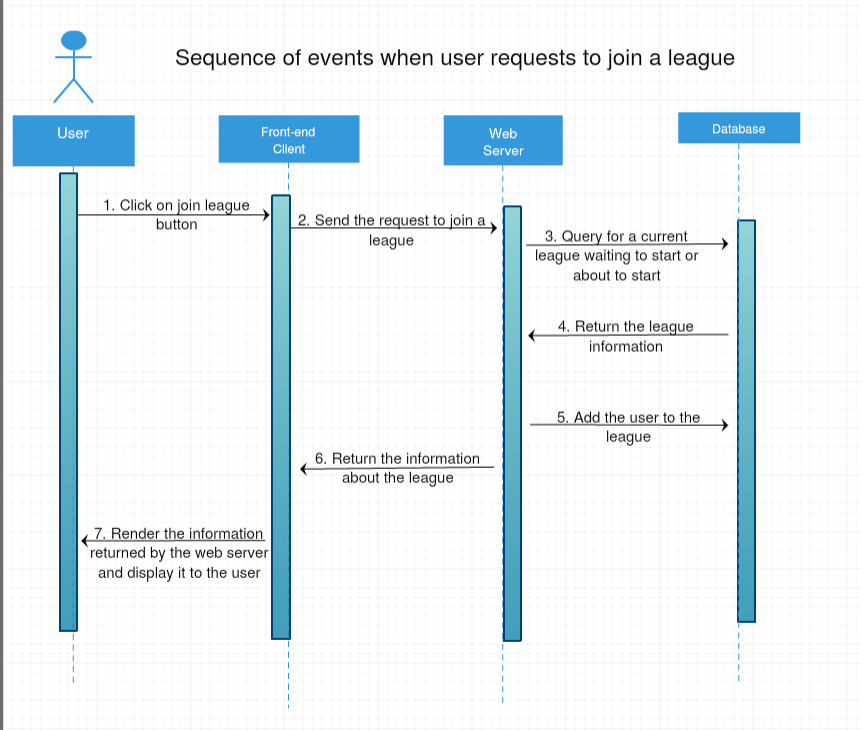 Sequence of events when user requests to join a league
User
Front-end
Client
Web
Server
Database
1. Click on join league
button
2. Send the request to join a
league
3. Query for a current
league waiting to start or
about to start
4. Return the league
information
5. Add the user to the
league
6. Return the information
about the league
7. Render the information
returned by the web server
and display it to the user